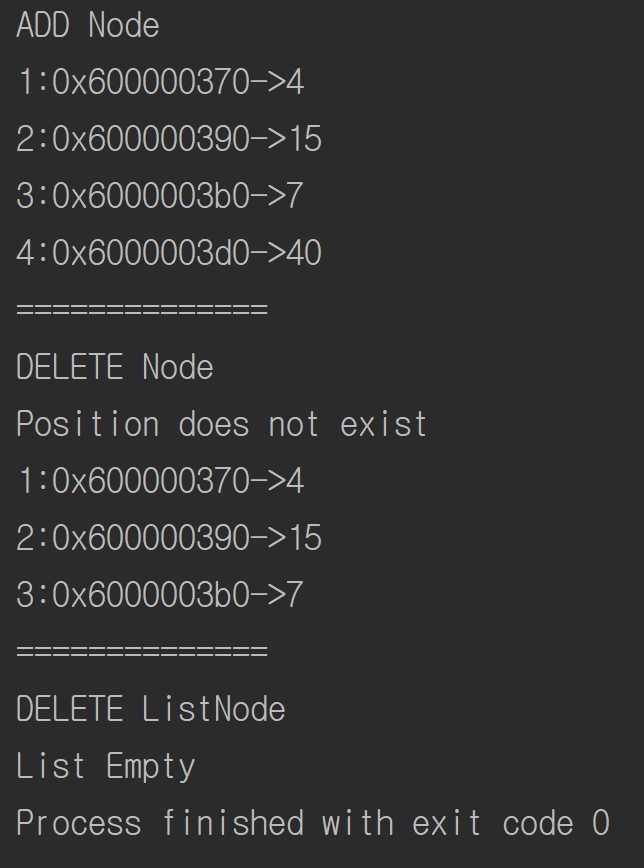 ADD Node
1:0x600000370->4
2:0x600000390->15
3:0x6000003b0->7
4:0x6000003d0->40
==============
DELETE Node
Position does not exist
1:0x600000370->4
2:0x600000390->15
3:0x6000003b0->7
==============
DELETE ListNode
List Empty
Process finished with exit code 0